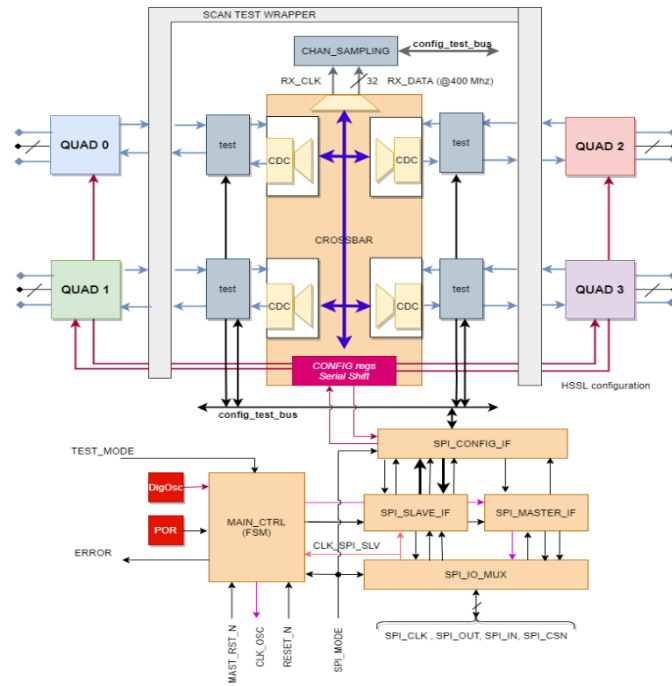 SCAN TEST WRAPPER
CHAN_SAMPLING
config_test_bus
RX_CLK
32 RX_DATA (@400 Mhz)
QUAD 0
test
CDC
CDC
test
QUAD 2
CROSSBAR
QUAD 1
test
CDC
CDC
test
QUAD 3
CONFIG regs
Serial Shift
HSSL configuration
config_test_bus
SPI_CONFIG_IF
TEST_MODE
DigOsc
MAIN_CTRL
(FSM)
SPI_SLAVE_IF
SPI_MASTER_IF
POR
CLK_SPI_SLV
ERROR
SPI_IO_MUX
MAST_RST_N
CLK_OSC
RESET_N
SPI_MODE
SPI_CLK , SPI_OUT, SPI_IN, SPI_CSN